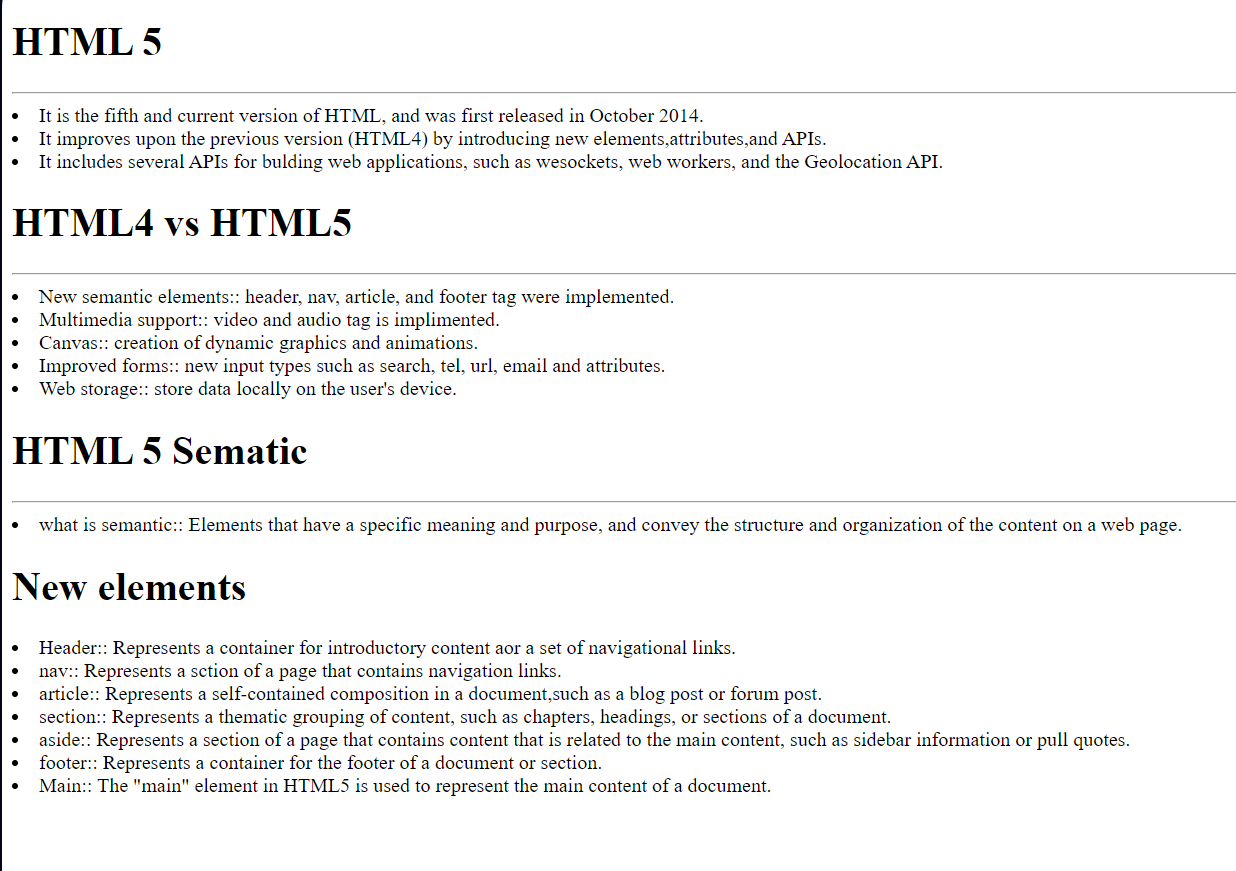 HTML 5
• It is the fifth and current version of HTML, and was first released in October 2014.
• It improves upon the previous version (HTML4) by introducing new elements,attributes,and APIs.
• It includes several APIs for bulding web applications, such as wesockets, web workers, and the Geolocation API.
HTML4 vs HTML5
• New semantic elements:: header, nav, article, and footer tag were implemented.
• Multimedia support:: video and audio tag is implimented.
• Canvas:: creation of dynamic graphics and animations.
• Improved forms:: new input types such as search, tel, url, email and attributes.
• Web storage:: store data locally on the user's device.
HTML 5 Sematic
• what is semantic:: Elements that have a specific meaning and purpose, and convey the structure and organization of the content on a web page.
New elements
• Header:: Represents a container for introductory content aor a set of navigational links.
• nav:: Represents a sction of a page that contains navigation links.
• article:: Represents a self-contained composition in a document,such as a blog post or forum post.
• section:: Represents a thematic grouping of content, such as chapters, headings, or sections of a document.
• aside:: Represents a section of a page that contains content that is related to the main content, such as sidebar information or pull quotes.
• footer:: Represents a container for the footer of a document or section.
• Main:: The "main" element in HTML5 is used to represent the main content of a document.